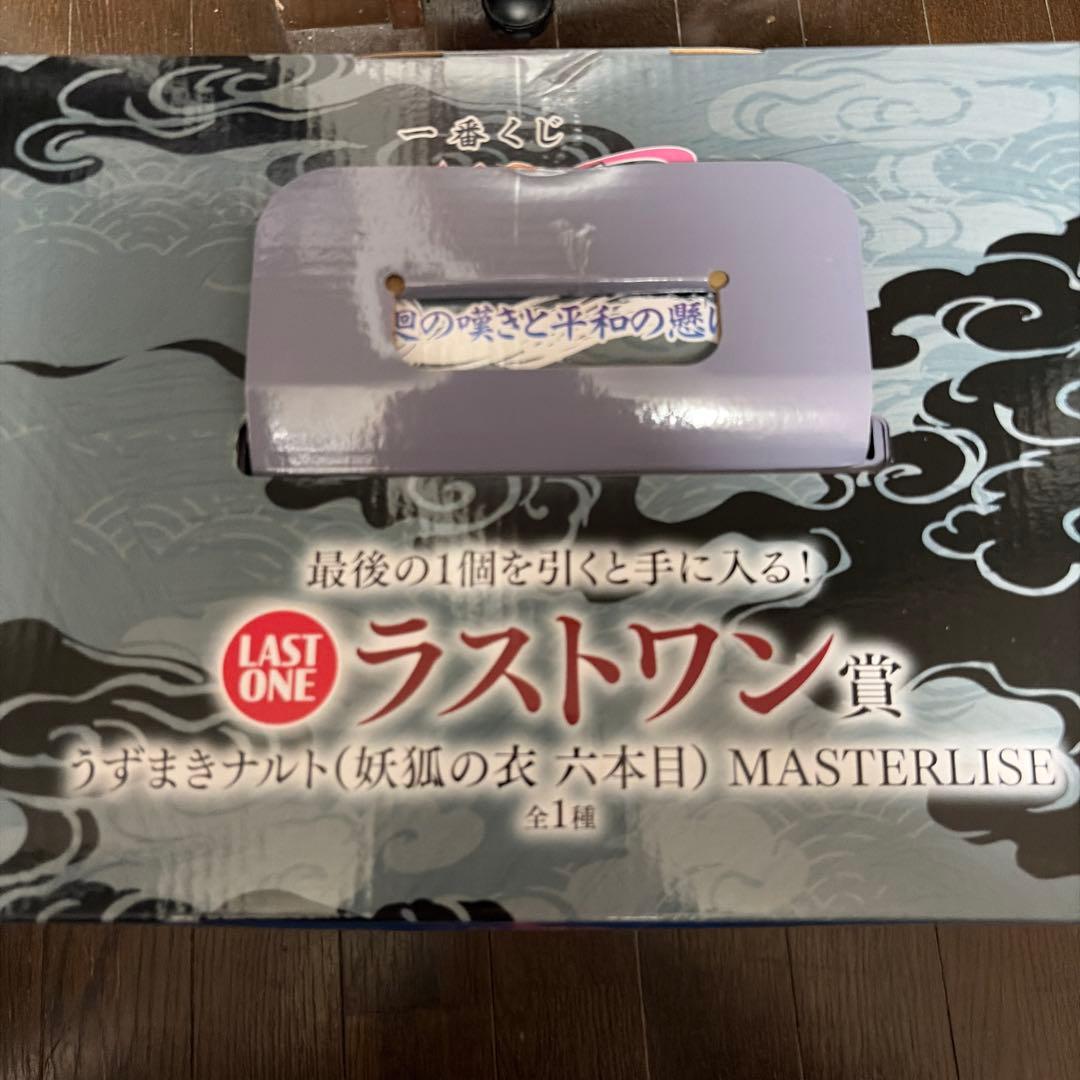 一番くじ
廻の嘆きと平和の懸
最後の1個を引くと手に入る!
LAST ONE ラストワン賞
うずまきナルト(妖狐の衣 六本目) MASTERLISE
全1種